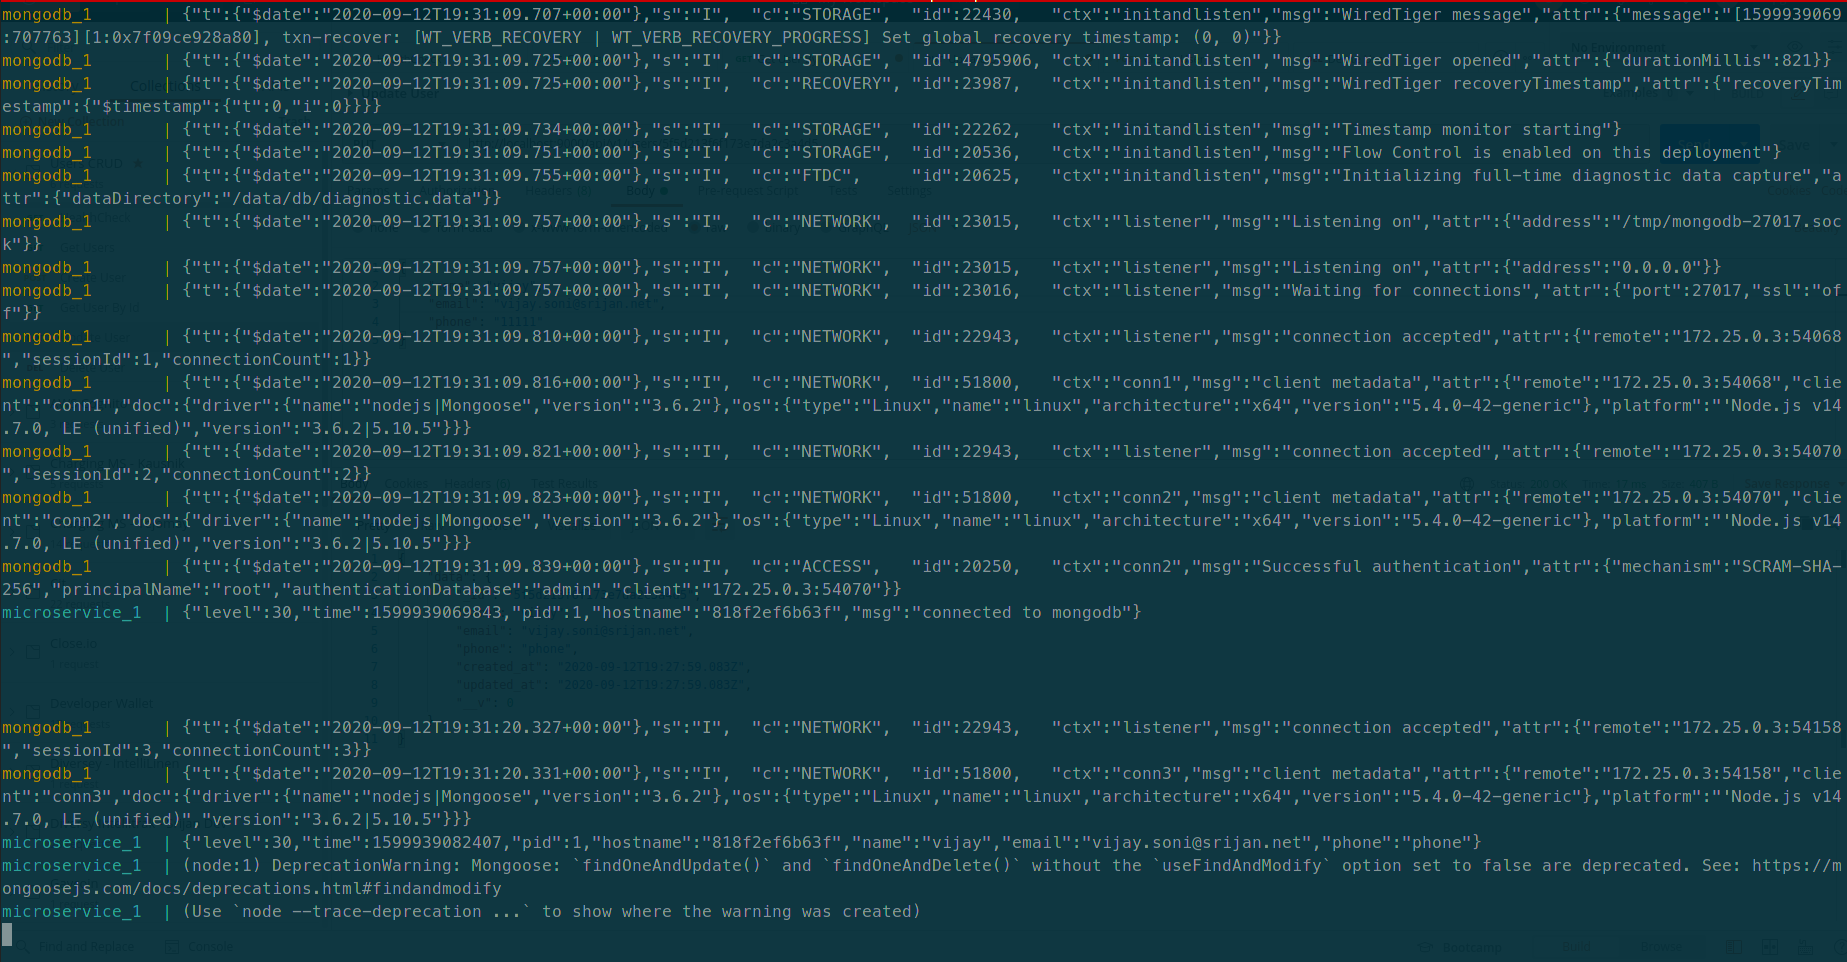 mongodb_1 | {"t":{"$date":"2020-09-12T19:31:09.707+00:00"},"s":"I", "c":"STORAGE", "id":22430, "ctx":"initandlisten","msg":"WiredTiger message","attr":{"message":"[1599939069
:707763][1:0x7f09ce928a80], txn-recover: [WT_VERB_RECOVERY | WT_VERB_RECOVERY_PROGRESS] Set global recovery timestamp: (0, 0)"}}
mongodb_1 | {"t":{"$date":"2020-09-12T19:31:09.725+00:00"},"s":"I", "c":"STORAGE", "id":4795906, "ctx":"initandlisten","msg":"WiredTiger opened","attr":{"durationMillis":821}}
mongodb_1 | {"t":{"$date":"2020-09-12T19:31:09.725+00:00"},"s":"I", "c":"RECOVERY", "id":23987, "ctx":"initandlisten","msg":"WiredTiger recoveryTimestamp","attr":{"recoveryTim
estamp":{"$timestamp":{"t":0,"i":0}}}}
mongodb_1 | {"t":{"$date":"2020-09-12T19:31:09.734+00:00"},"s":"I", "c":"STORAGE", "id":22262, "ctx":"initandlisten","msg":"Timestamp monitor starting"}
mongodb_1 | {"t":{"$date":"2020-09-12T19:31:09.751+00:00"},"s":"I", "c":"STORAGE", "id":20536, "ctx":"initandlisten","msg":"Flow Control is enabled on this deployment"}
mongodb_1 | {"t":{"$date":"2020-09-12T19:31:09.755+00:00"},"s":"I", "c":"FTDC", "id":20625, "ctx":"initandlisten","msg":"Initializing full-time diagnostic data capture","a
ttr":{"dataDirectory":"/data/db/diagnostic.data"}}
mongodb_1 | {"t":{"$date":"2020-09-12T19:31:09.757+00:00"},"s":"I", "c":"NETWORK", "id":23015, "ctx":"listener","msg":"Listening on","attr":{"address":"/tmp/mongodb-27017.soc
k"}}
mongodb_1 | {"t":{"$date":"2020-09-12T19:31:09.757+00:00"},"s":"I", "c":"NETWORK", "id":23015, "ctx":"listener","msg":"Listening on","attr":{"address":"0.0.0.0"}}
mongodb_1 | {"t":{"$date":"2020-09-12T19:31:09.757+00:00"},"s":"I", "c":"NETWORK", "id":23016, "ctx":"listener","msg":"Waiting for connections","attr":{"port":27017,"ssl":"of
f"}}
mongodb_1 | {"t":{"$date":"2020-09-12T19:31:09.810+00:00"},"s":"I", "c":"NETWORK", "id":22943, "ctx":"listener","msg":"connection accepted","attr":{"remote":"172.25.0.3:54068
","sessionId":1,"connectionCount":1}}
mongodb_1 | {"t":{"$date":"2020-09-12T19:31:09.816+00:00"},"s":"I", "c":"NETWORK", "id":51800, "ctx":"conn1","msg":"client metadata","attr":{"remote":"172.25.0.3:54068","clie
nt":"conn1","doc":{"driver":{"name":"nodejs|Mongoose","version":"3.6.2"},"os":{"type":"Linux","name":"linux","architecture":"x64","version":"5.4.0-42-generic"},"platform":"'Node.js v14
.7.0, LE (unified)","version":"3.6.2|5.10.5"}}}
mongodb_1 | {"t":{"$date":"2020-09-12T19:31:09.821+00:00"},"s":"I", "c":"NETWORK", "id":22943, "ctx":"listener","msg":"connection accepted","attr":{"remote":"172.25.0.3:54070
","sessionId":2,"connectionCount":2}}
mongodb_1 | {"t":{"$date":"2020-09-12T19:31:09.823+00:00"},"s":"I", "c":"NETWORK", "id":51800, "ctx":"conn2","msg":"client metadata","attr":{"remote":"172.25.0.3:54070","clie
nt":"conn2","doc":{"driver":{"name":"nodejs|Mongoose","version":"3.6.2"},"os":{"type":"Linux","name":"linux","architecture":"x64","version":"5.4.0-42-generic"},"platform":"'Node.js v14
.7.0, LE (unified)","version":"3.6.2|5.10.5"}}}
mongodb_1 | {"t":{"$date":"2020-09-12T19:31:09.839+00:00"},"s":"I", "c":"ACCESS", "id":20250, "ctx":"conn2","msg":"Successful authentication","attr":{"mechanism":"SCRAM-SHA-
256","principalName":"root","authenticationDatabase":"admin","client":"172.25.0.3:54070"}}
microservice_1 | {"level":30,"time":1599939069843,"pid":1,"hostname":"818f2ef6b63f","msg":"connected to mongodb"}
mongodb_1 | {"t":{"$date":"2020-09-12T19:31:20.327+00:00"},"s":"I", "c":"NETWORK", "id":22943, "ctx":"listener","msg":"connection accepted","attr":{"remote":"172.25.0.3:54158
","sessionId":3,"connectionCount":3}}
mongodb_1 | {"t":{"$date":"2020-09-12T19:31:20.331+00:00"},"s":"I", "c":"NETWORK", "id":51800, "ctx":"conn3","msg":"client metadata","attr":{"remote":"172.25.0.3:54158","clie
nt":"conn3","doc":{"driver":{"name":"nodejs|Mongoose","version":"3.6.2"},"os":{"type":"Linux","name":"linux","architecture":"x64","version":"5.4.0-42-generic"},"platform":"'Node.js v14
.7.0, LE (unified)","version":"3.6.2|5.10.5"}}}
microservice_1 | {"level":30,"time":1599939082407,"pid":1,"hostname":"818f2ef6b63f","name":"vijay","email":"vijay.soni@srijan.net","phone":"phone"}
microservice_1 | (node:1) DeprecationWarning: Mongoose: `findOneAndUpdate()` and `findOneAndDelete()` without the `useFindAndModify` option set to false are deprecated. See: https://m
ongoosejs.com/docs/deprecations.html#findandmodify
microservice_1 | (Use `node --trace-deprecation ...` to show where the warning was created)